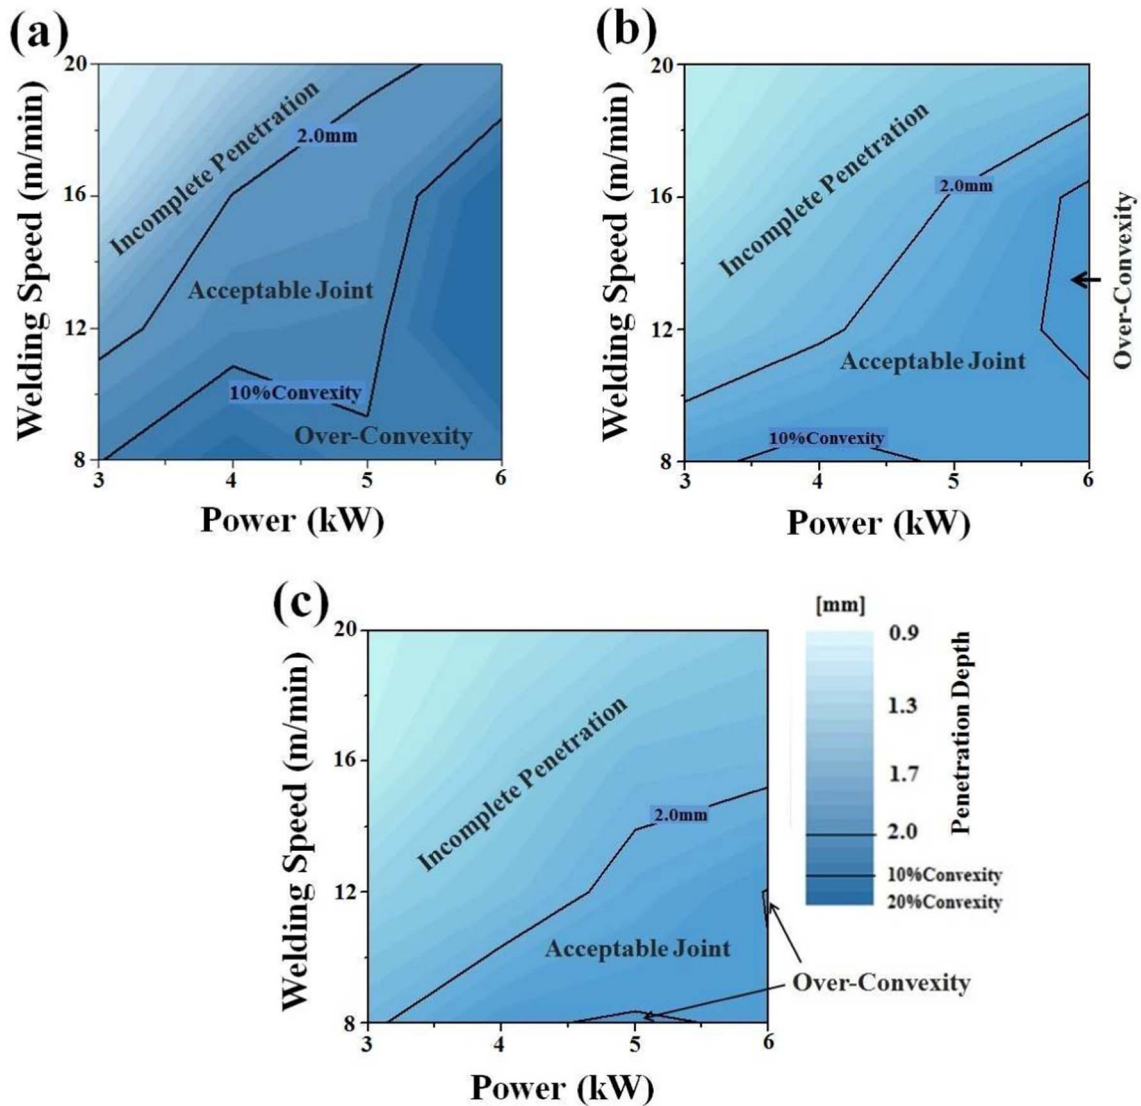 (a)
20
16
12
8
3
4
5
6
Welding Speed (m/min)
Power (kW)
Incomplete Penetration
2.0mm
Acceptable Joint
10%Convexity
Over-Convexity
(b)
20
16
12
8
3
4
5
6
Welding Speed (m/min)
Power (kW)
Incomplete Penetration
2.0mm
Acceptable Joint
10%Convexity
Over-Convexity
(c)
20
16
12
8
3
4
5
6
Welding Speed (m/min)
Power (kW)
Incomplete Penetration
2.0mm
Acceptable Joint
Over-Convexity
[mm]
0.9
1.3
1.7
2.0
10%Convexity
20%Convexity
Penetration Depth